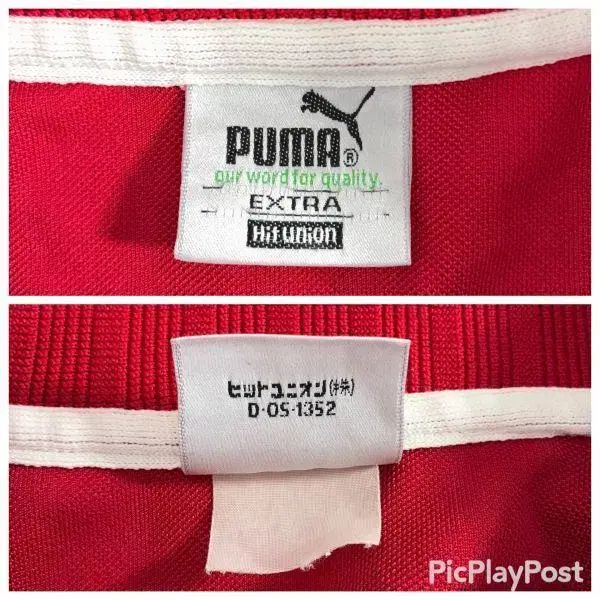 PUMA®
our word for quality.
EXTRA
HIT UNION
ヒットユニオン(株)
D-OS-1352
PicPlayPost